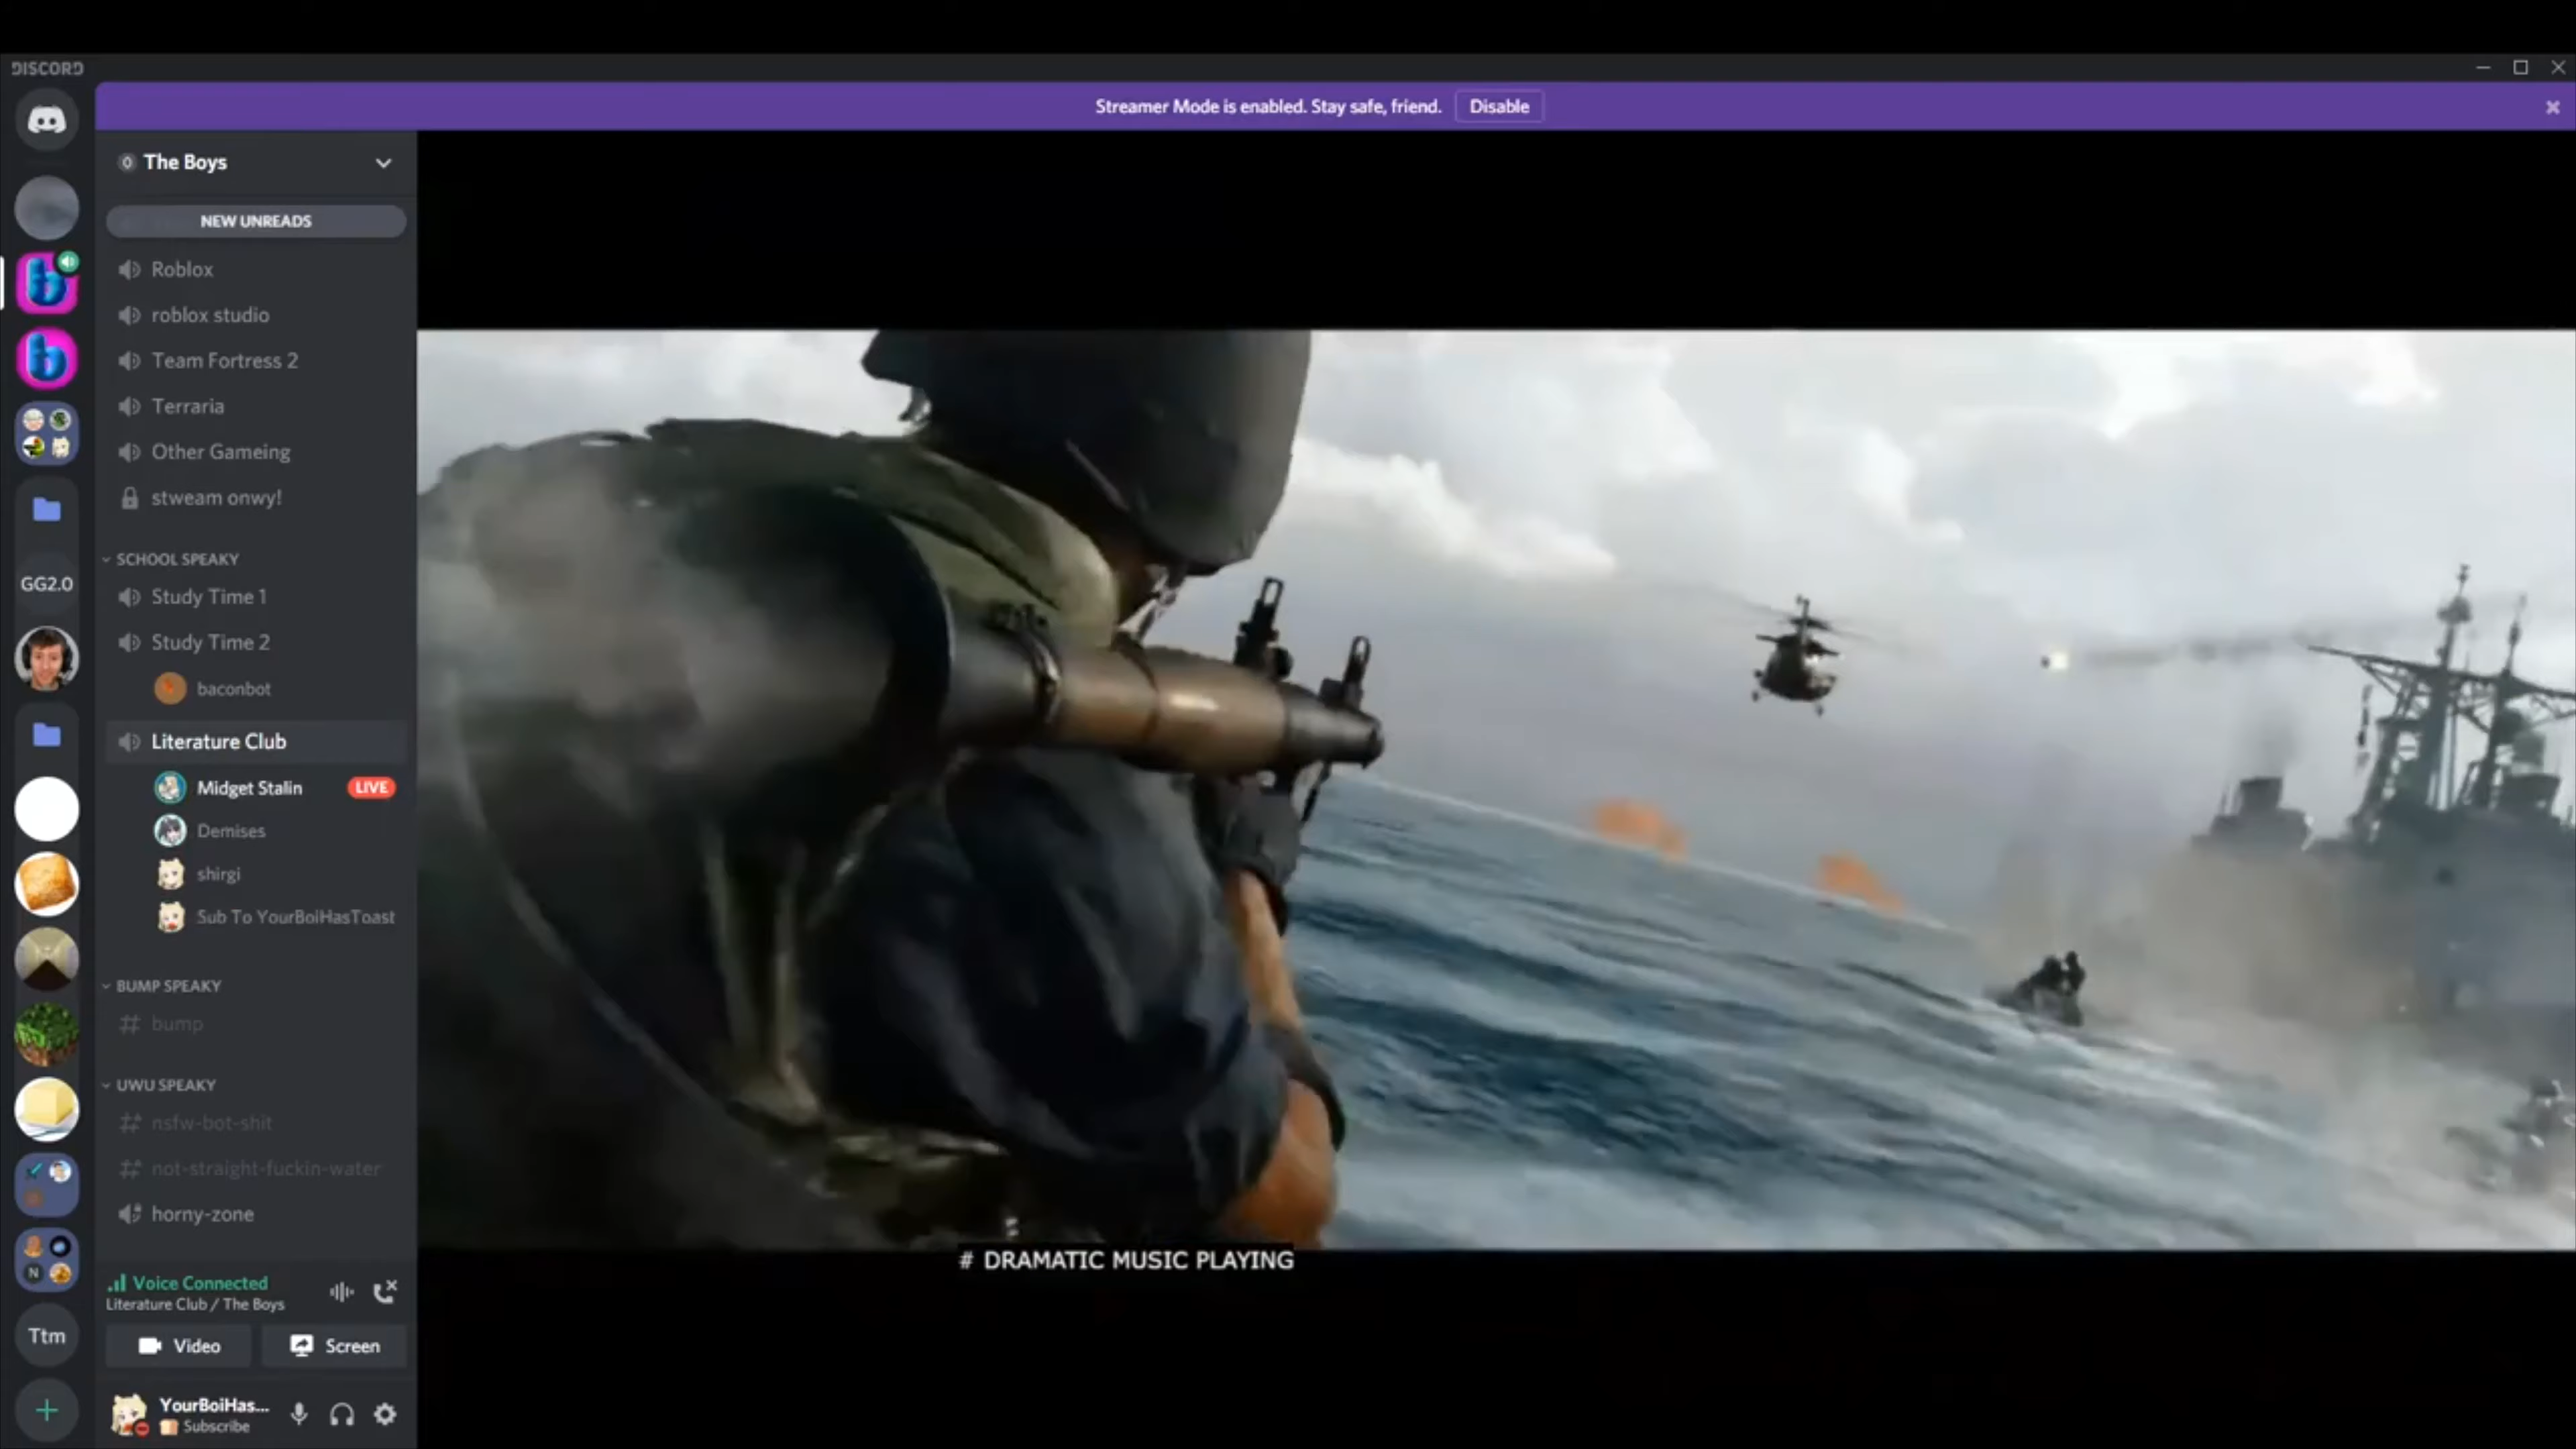 DISCORD
Streamer Mode is enabled. Stay safe, friend.
Disable
The Boys
NEW UNREADS
Roblox
roblox studio
Team Fortress 2
Terraria
Other Gameing
stweam onwy!
SCHOOL SPEAKY
Study Time 1
Study Time 2
baconbot
Literature Club
Midget Stalin
LIVE
Demises
shirgi
Sub To YourBoiHasToast
BUMP SPEAKY
bump
UWU SPEAKY
nsfw-bot-shit
not-straight-fuckin-water
horny-zone
Voice Connected
Literature Club / The Boys
Video
Screen
YourBoiHas...
Subscribe
GG2.0
N
Ttm
# DRAMATIC MUSIC PLAYING